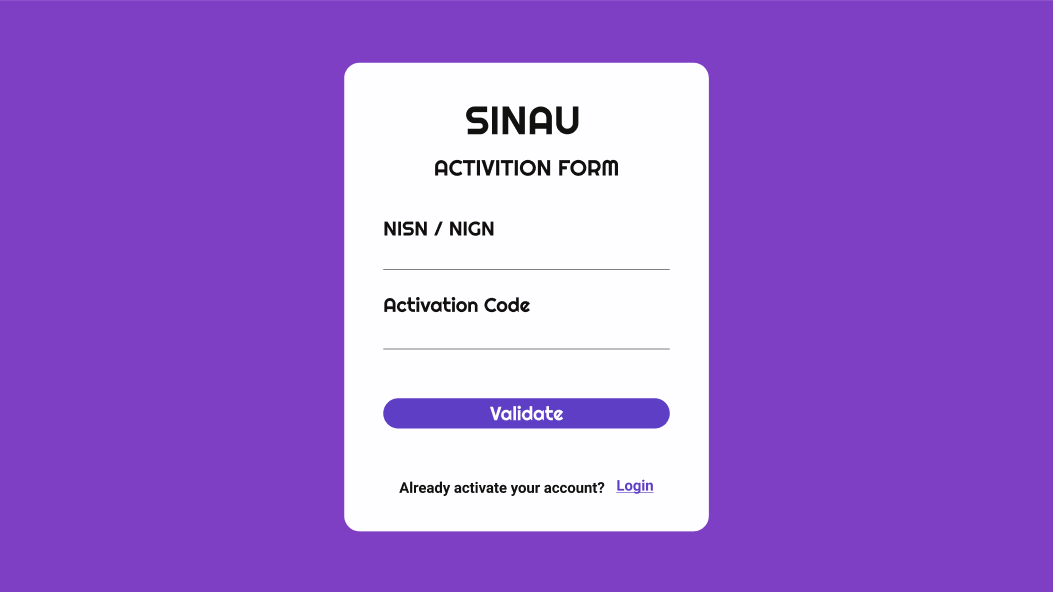 SINAU
ACTIVITION FORM
NISN / NIGN
Activation Code
Validate
Already activate your account? Login